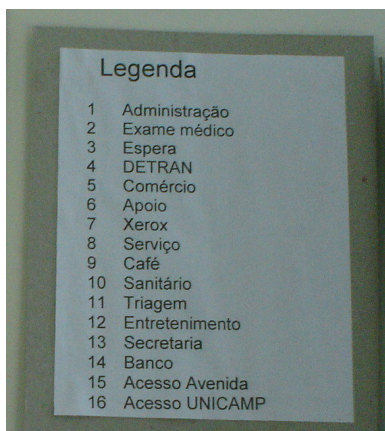 Legenda
1 Administração
2 Exame médico
3 Espera
4 DETRAN
5 Comércio
6 Apoio
7 Xerox
8 Serviço
9 Café
10 Sanitário
11 Triagem
12 Entretenimento
13 Secretaria
14 Banco
15 Acesso Avenida
16 Acesso UNICAMP